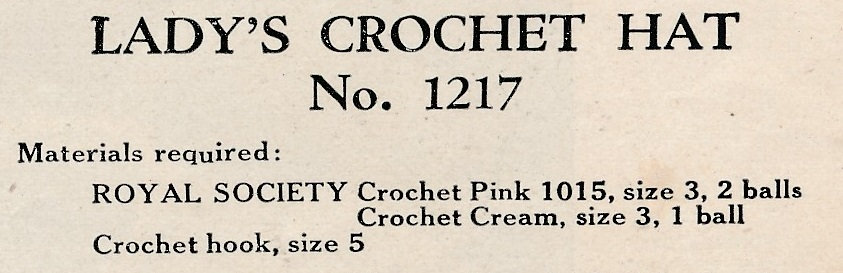 LADY'S CROCHET HAT
No. 1217
Materials required:
ROYAL SOCIETY Crochet Pink 1015, size 3, 2 balls
Crochet Cream, size 3, 1 ball
Crochet hook, size 5